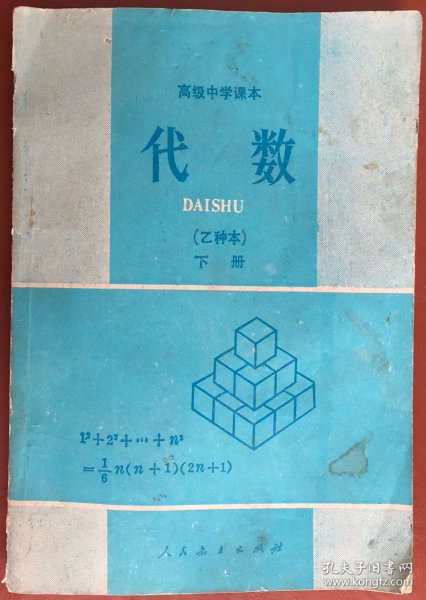 高级中学课本
代数
DAISHU
(乙种本)
下册
1²+2²+…+n²
=1/6 n(n+1)(2n+1)
人民教育出版社
孔夫子旧书网
www.kongfz.com